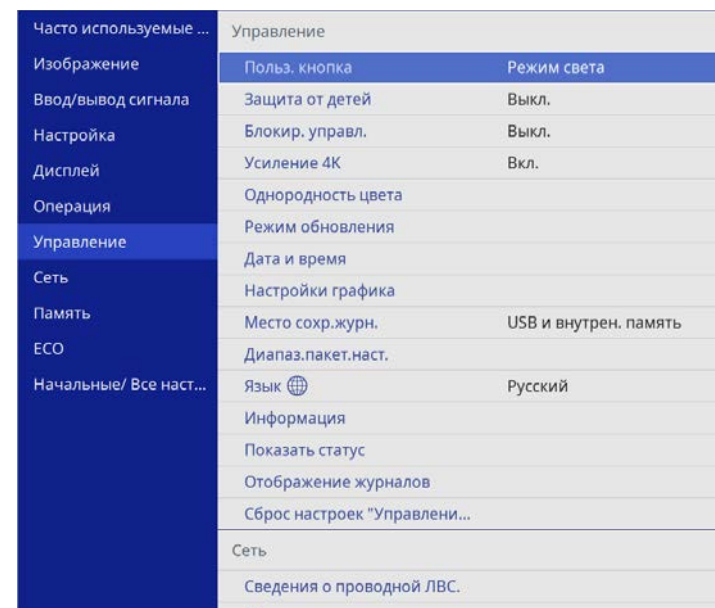 Часто используемые ...
Изображение
Ввод/вывод сигнала
Настройка
Дисплей
Операция
Управление
Сеть
Память
ECO
Начальные/ Все наст...
Управление
Польз. кнопка Режим света
Защита от детей Выкл.
Блокир. управл. Выкл.
Усиление 4K Вкл.
Однородность цвета
Режим обновления
Дата и время
Настройки графика
Место сохр.журн. USB и внутрен. память
Диапаз.пакет.наст.
Язык Русский
Информация
Показать статус
Отображение журналов
Сброс настроек "Управлени...
Сеть
Сведения о проводной ЛВС.